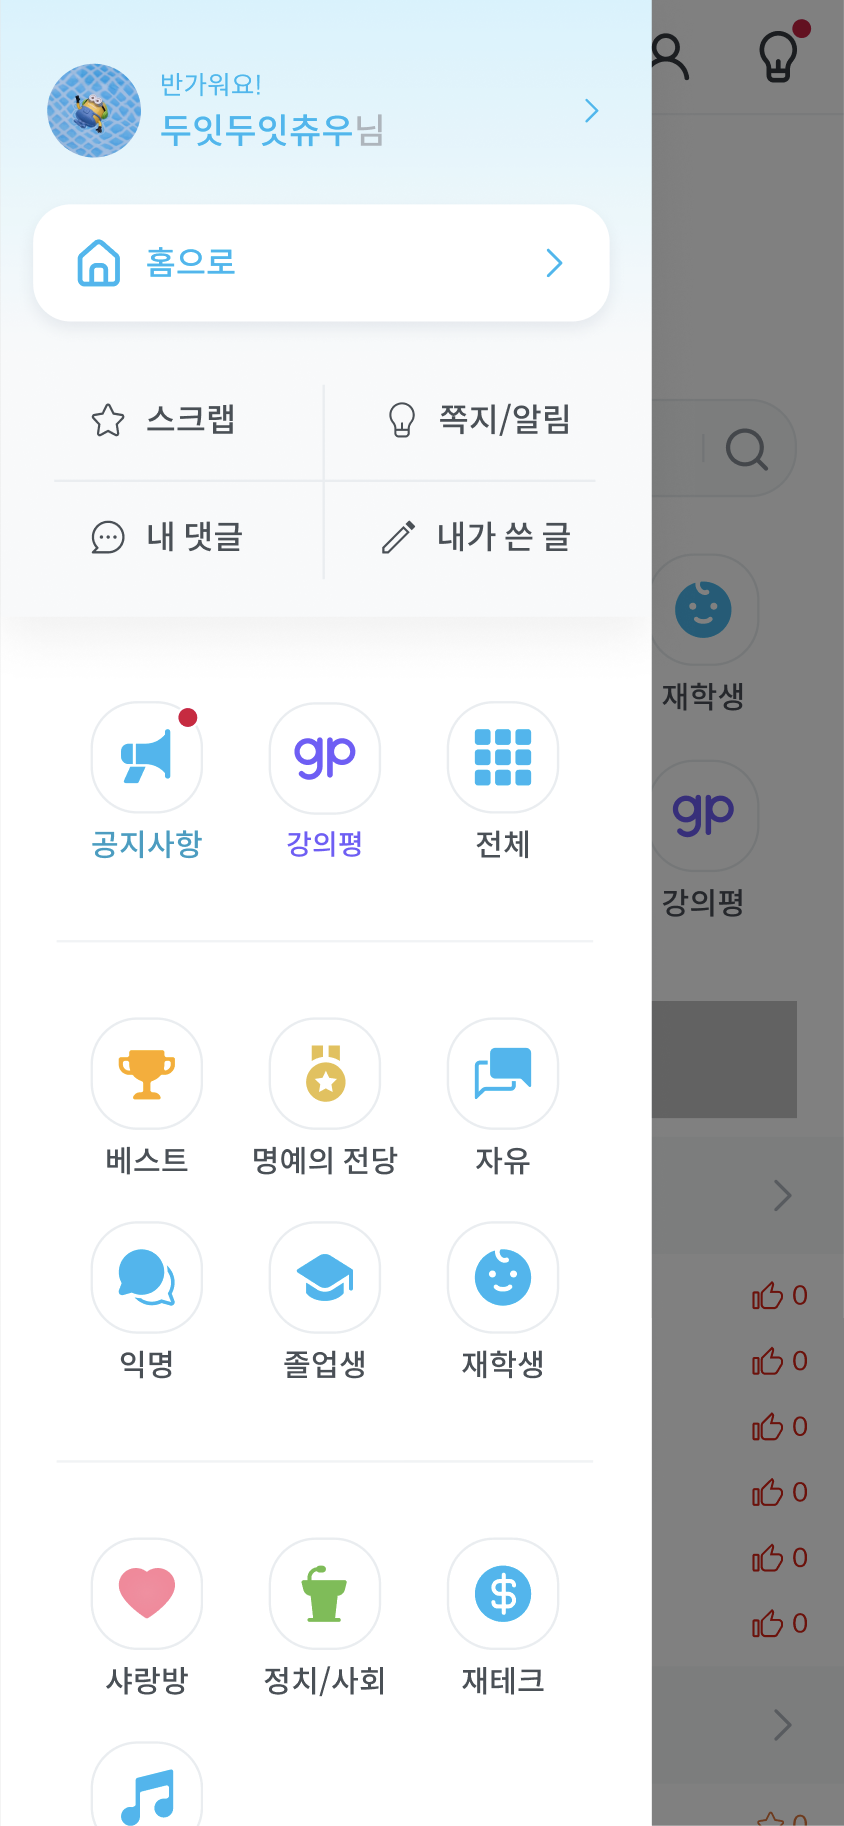 반가워요!
두잇두잇츄우님
홈으로
스크랩
쪽지/알림
내 댓글
내가 쓴 글
재학생
gp
gp
공지사항
강의평
전체
강의평
베스트
명예의 전당
자유
0
익명
졸업생
재학생
0
0
0
0
0
샤랑방
정치/사회
재테크
0